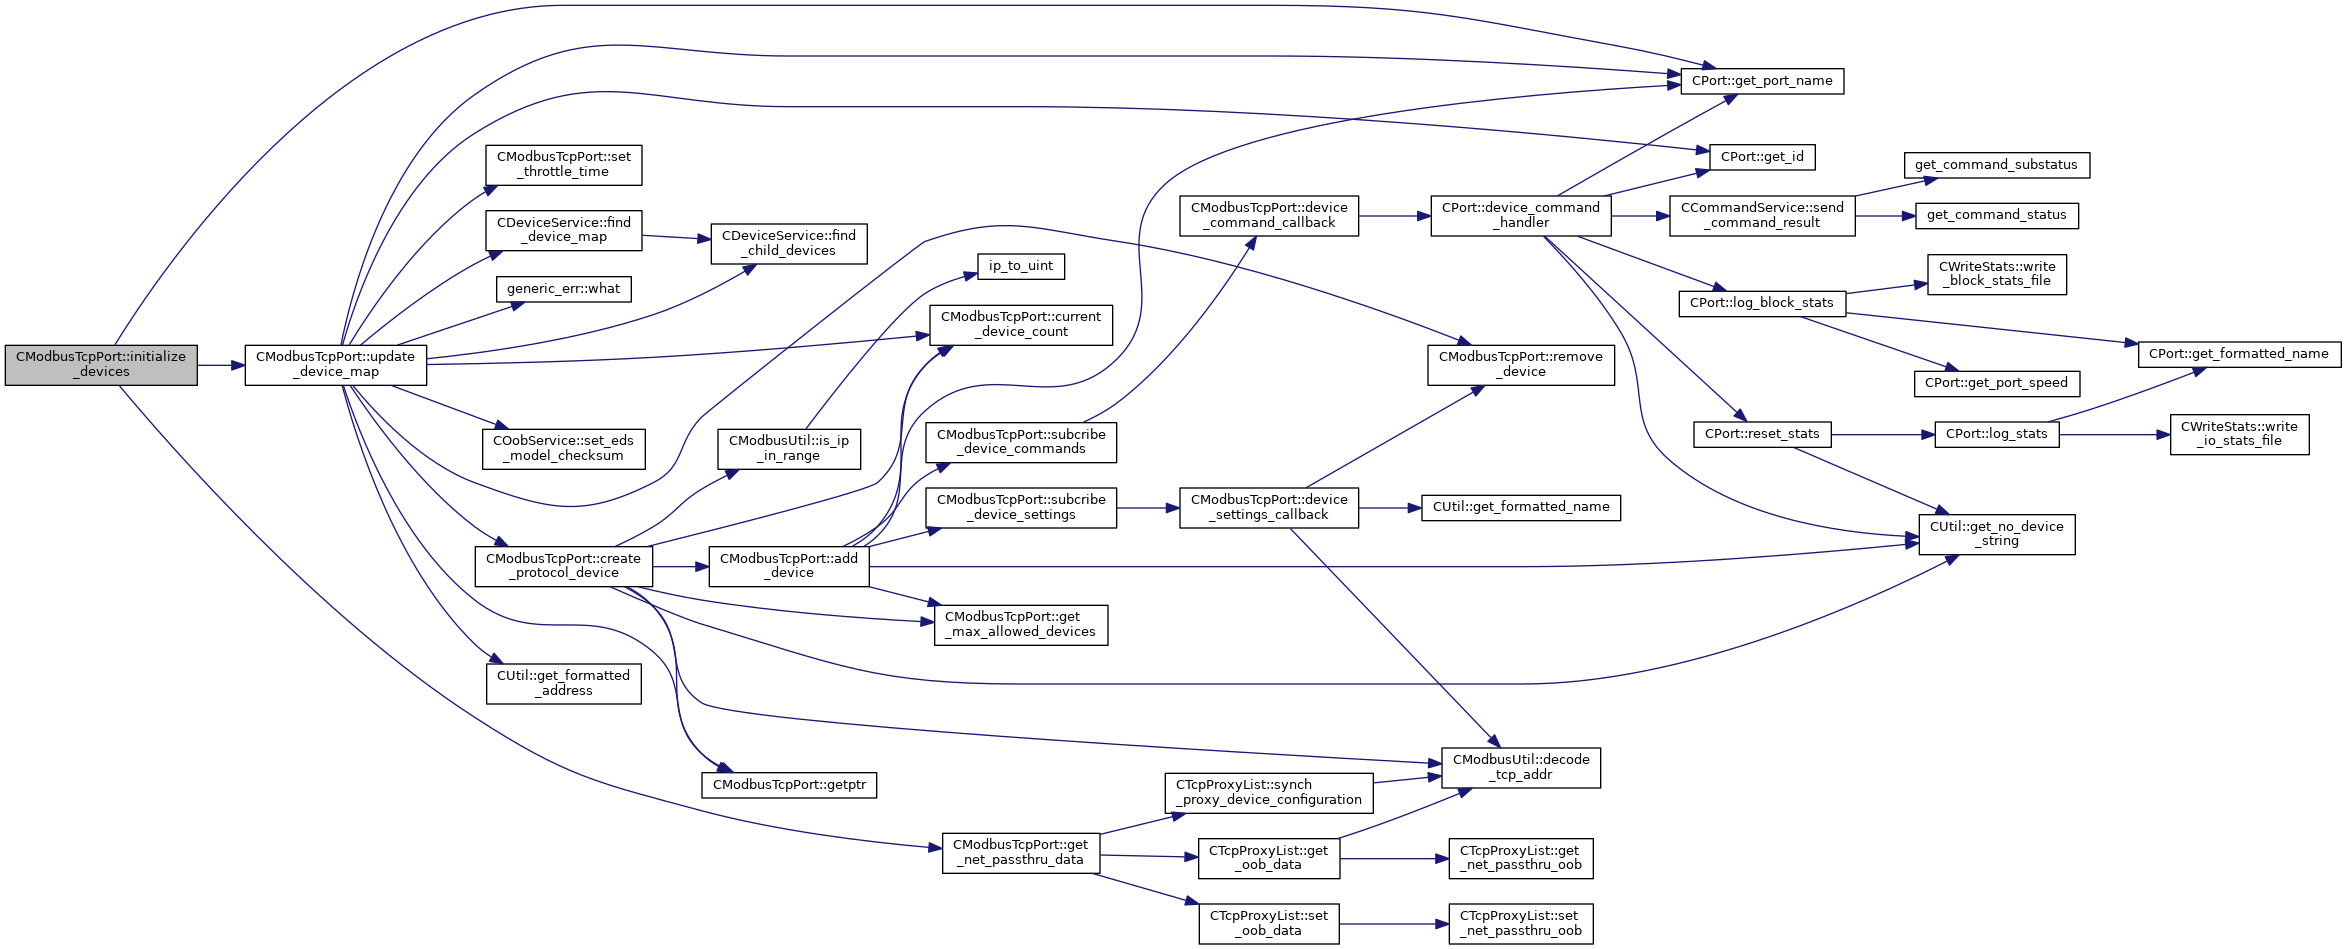 CModbusTcpPort::initialize
_devices
CModbusTcpPort::update
_device_map
CModbusTcpPort::set
_throttle_time
CDeviceService::find
_device_map
generic_err::what
COobService::set_eds
_model_checksum
CModbusTcpPort::create
_protocol_device
CUtil::get_formatted
_address
CDeviceService::find
_child_devices
CModbusUtil::is_ip
_in_range
CModbusTcpPort::add
_device
CModbusTcpPort::getptr
ip_to_uint
CModbusTcpPort::current
_device_count
CModbusTcpPort::subcribe
_device_commands
CModbusTcpPort::subcribe
_device_settings
CModbusTcpPort::get
_max_allowed_devices
CModbusTcpPort::get
_net_passthru_data
CModbusTcpPort::device
_command_callback
CModbusTcpPort::device
_settings_callback
CTcpProxyList::synch
_proxy_device_configuration
CTcpProxyList::get
_oob_data
CTcpProxyList::set
_oob_data
CPort::device_command
_handler
CModbusTcpPort::remove
_device
CUtil::get_formatted_name
CModbusUtil::decode
_tcp_addr
CTcpProxyList::get
_net_passthru_oob
CTcpProxyList::set
_net_passthru_oob
CPort::get_port_name
CPort::get_id
CCommandService::send
_command_result
CPort::log_block_stats
CPort::reset_stats
get_command_substatus
get_command_status
CWriteStats::write
_block_stats_file
CPort::get_port_speed
CPort::log_stats
CUtil::get_no_device
_string
CPort::get_formatted_name
CWriteStats::write
_io_stats_file